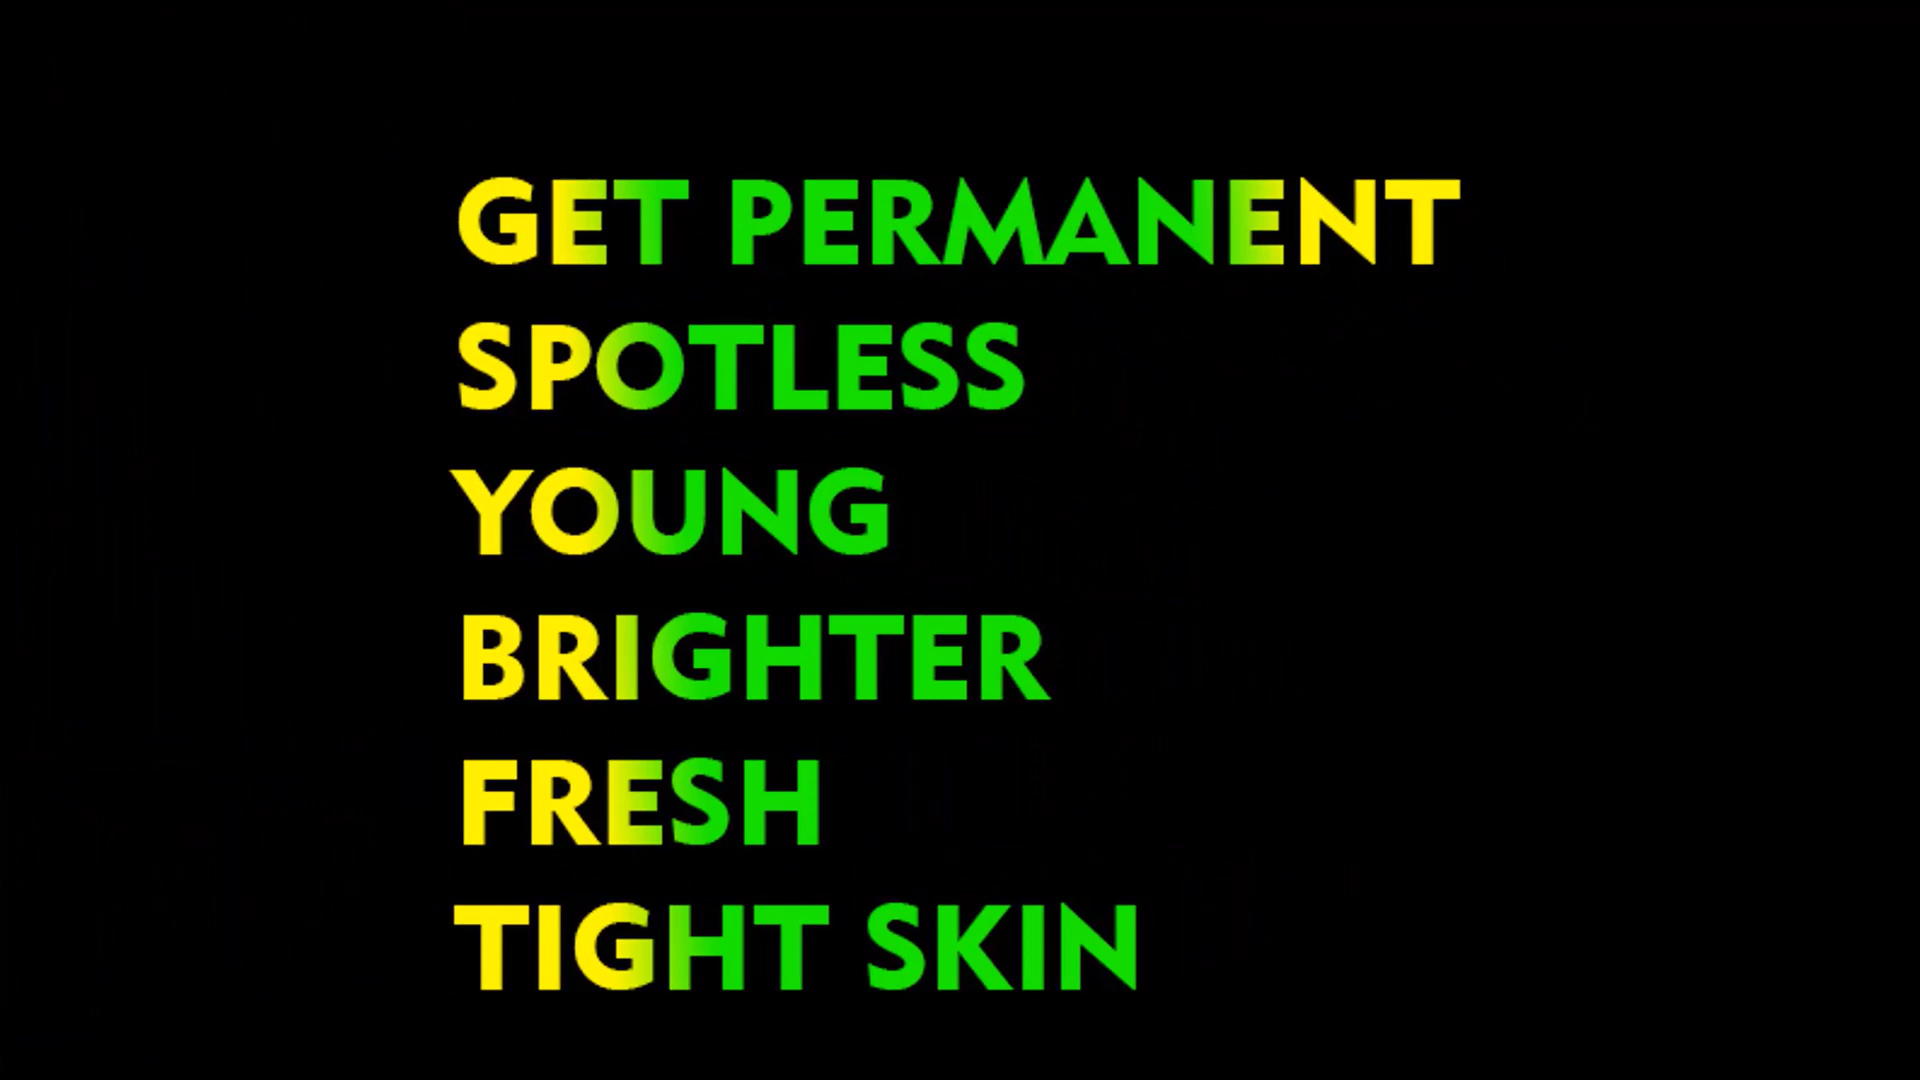 GET PERMANENT
SPOTLESS
YOUNG
BRIGHTER
FRESH
TIGHT SKIN